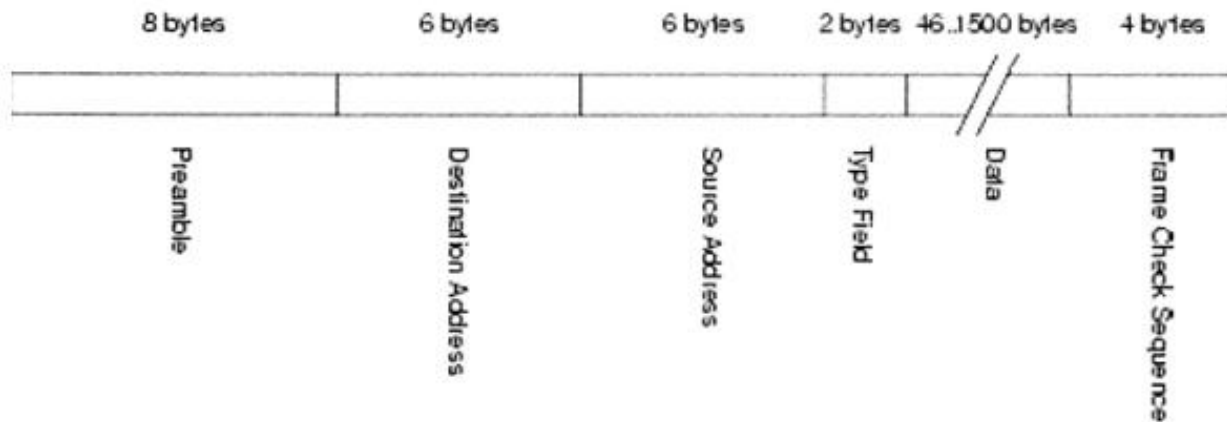 8 bytes 6 bytes 6 bytes 2 bytes 46..1500 bytes 4 bytes
Preamble
Destination Address
Source Address
Type Field
Data
Frame Check Sequence